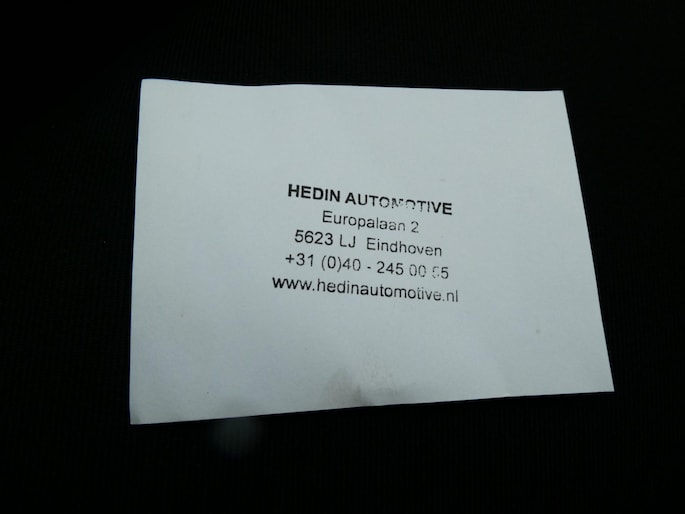 HEDIN AUTOMOTIVE
Europalaan 2
5623 LJ Eindhoven
+31 (0)40 - 245 00 55
www.hedinautomotive.nl